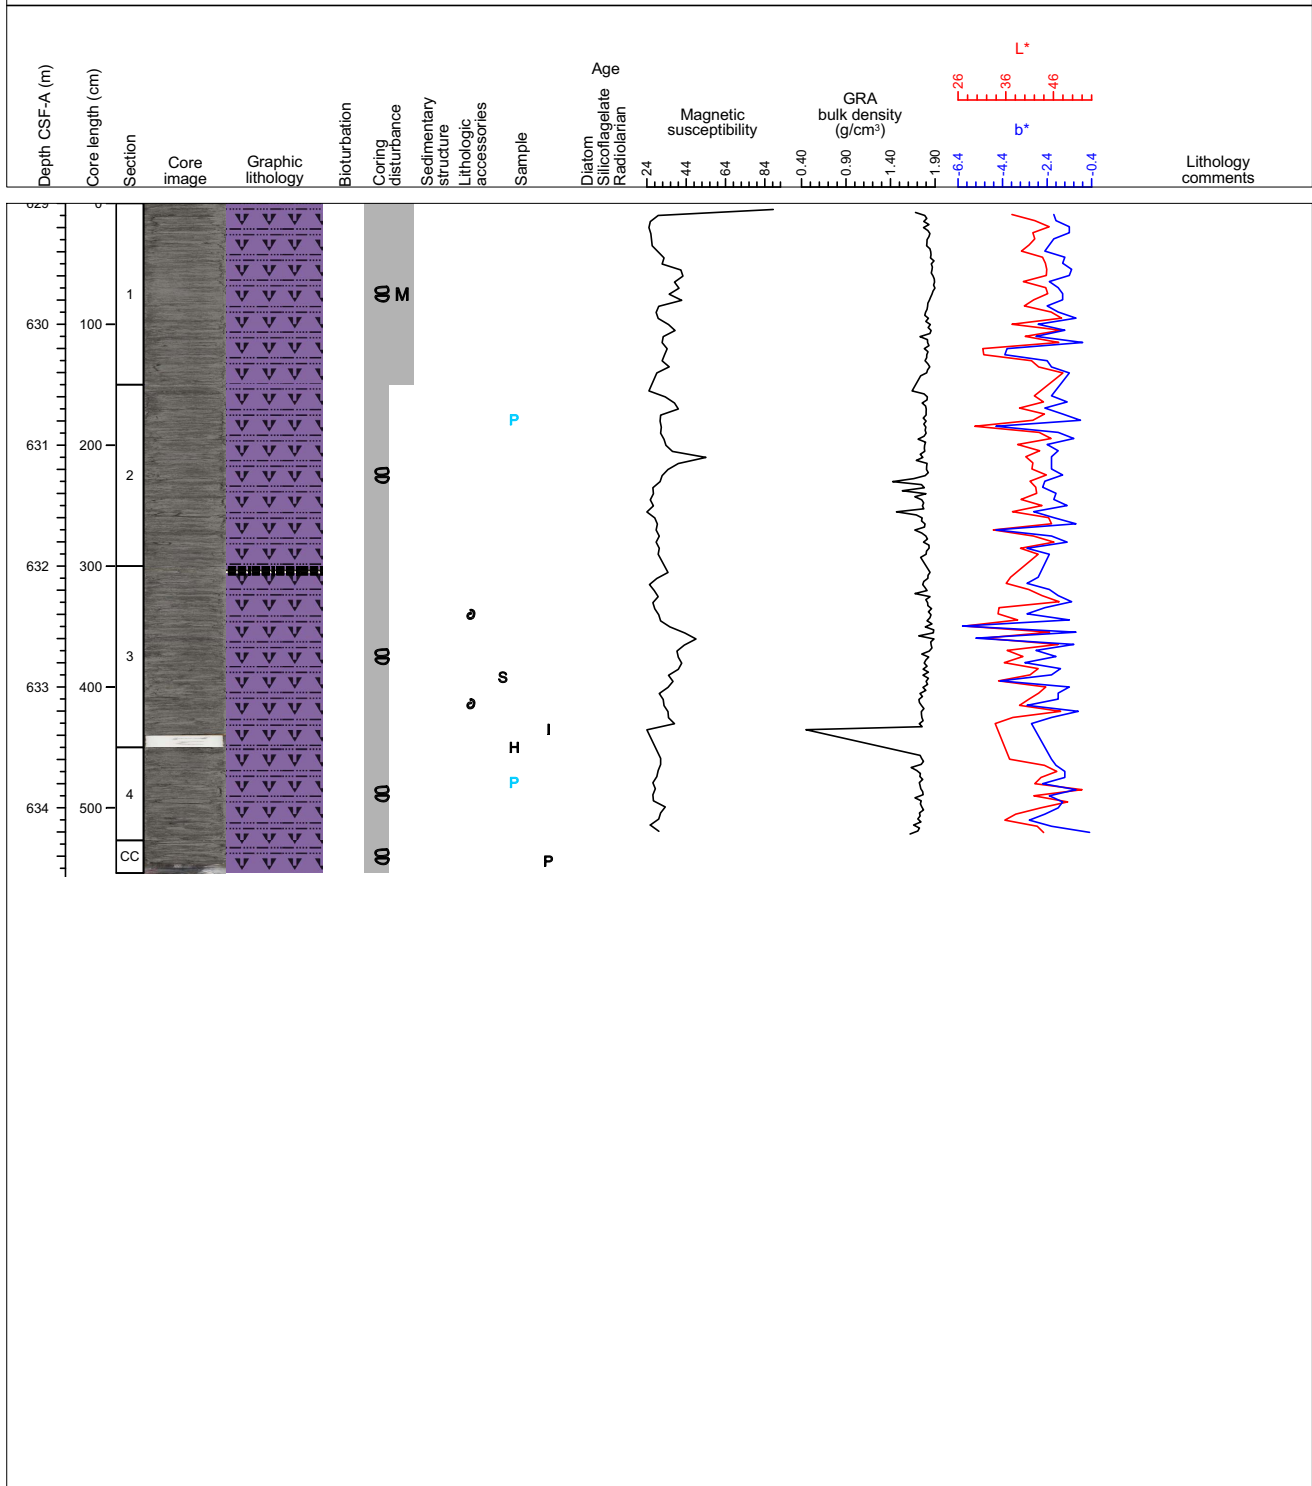 L*
26 36 46
b*
-6.4 -4.4 -2.4 -0.4
Depth CSF-A (m)
Core length (cm)
Section
Core
image
Graphic
lithology
Bioturbation
Coring
disturbance
Sedimentary
structure
Lithologic
accessories
Sample
Age
Diatom
Silicoflagelate
Radiolarian
Magnetic
susceptibility
24 44 64 84
GRA
bulk density
(g/cm³)
0.40 0.90 1.40 1.90
Lithology
comments
1
M
630 100
P
631 200
2
632 300
3
S
633 400
I
H
P
4
634 500
CC
P